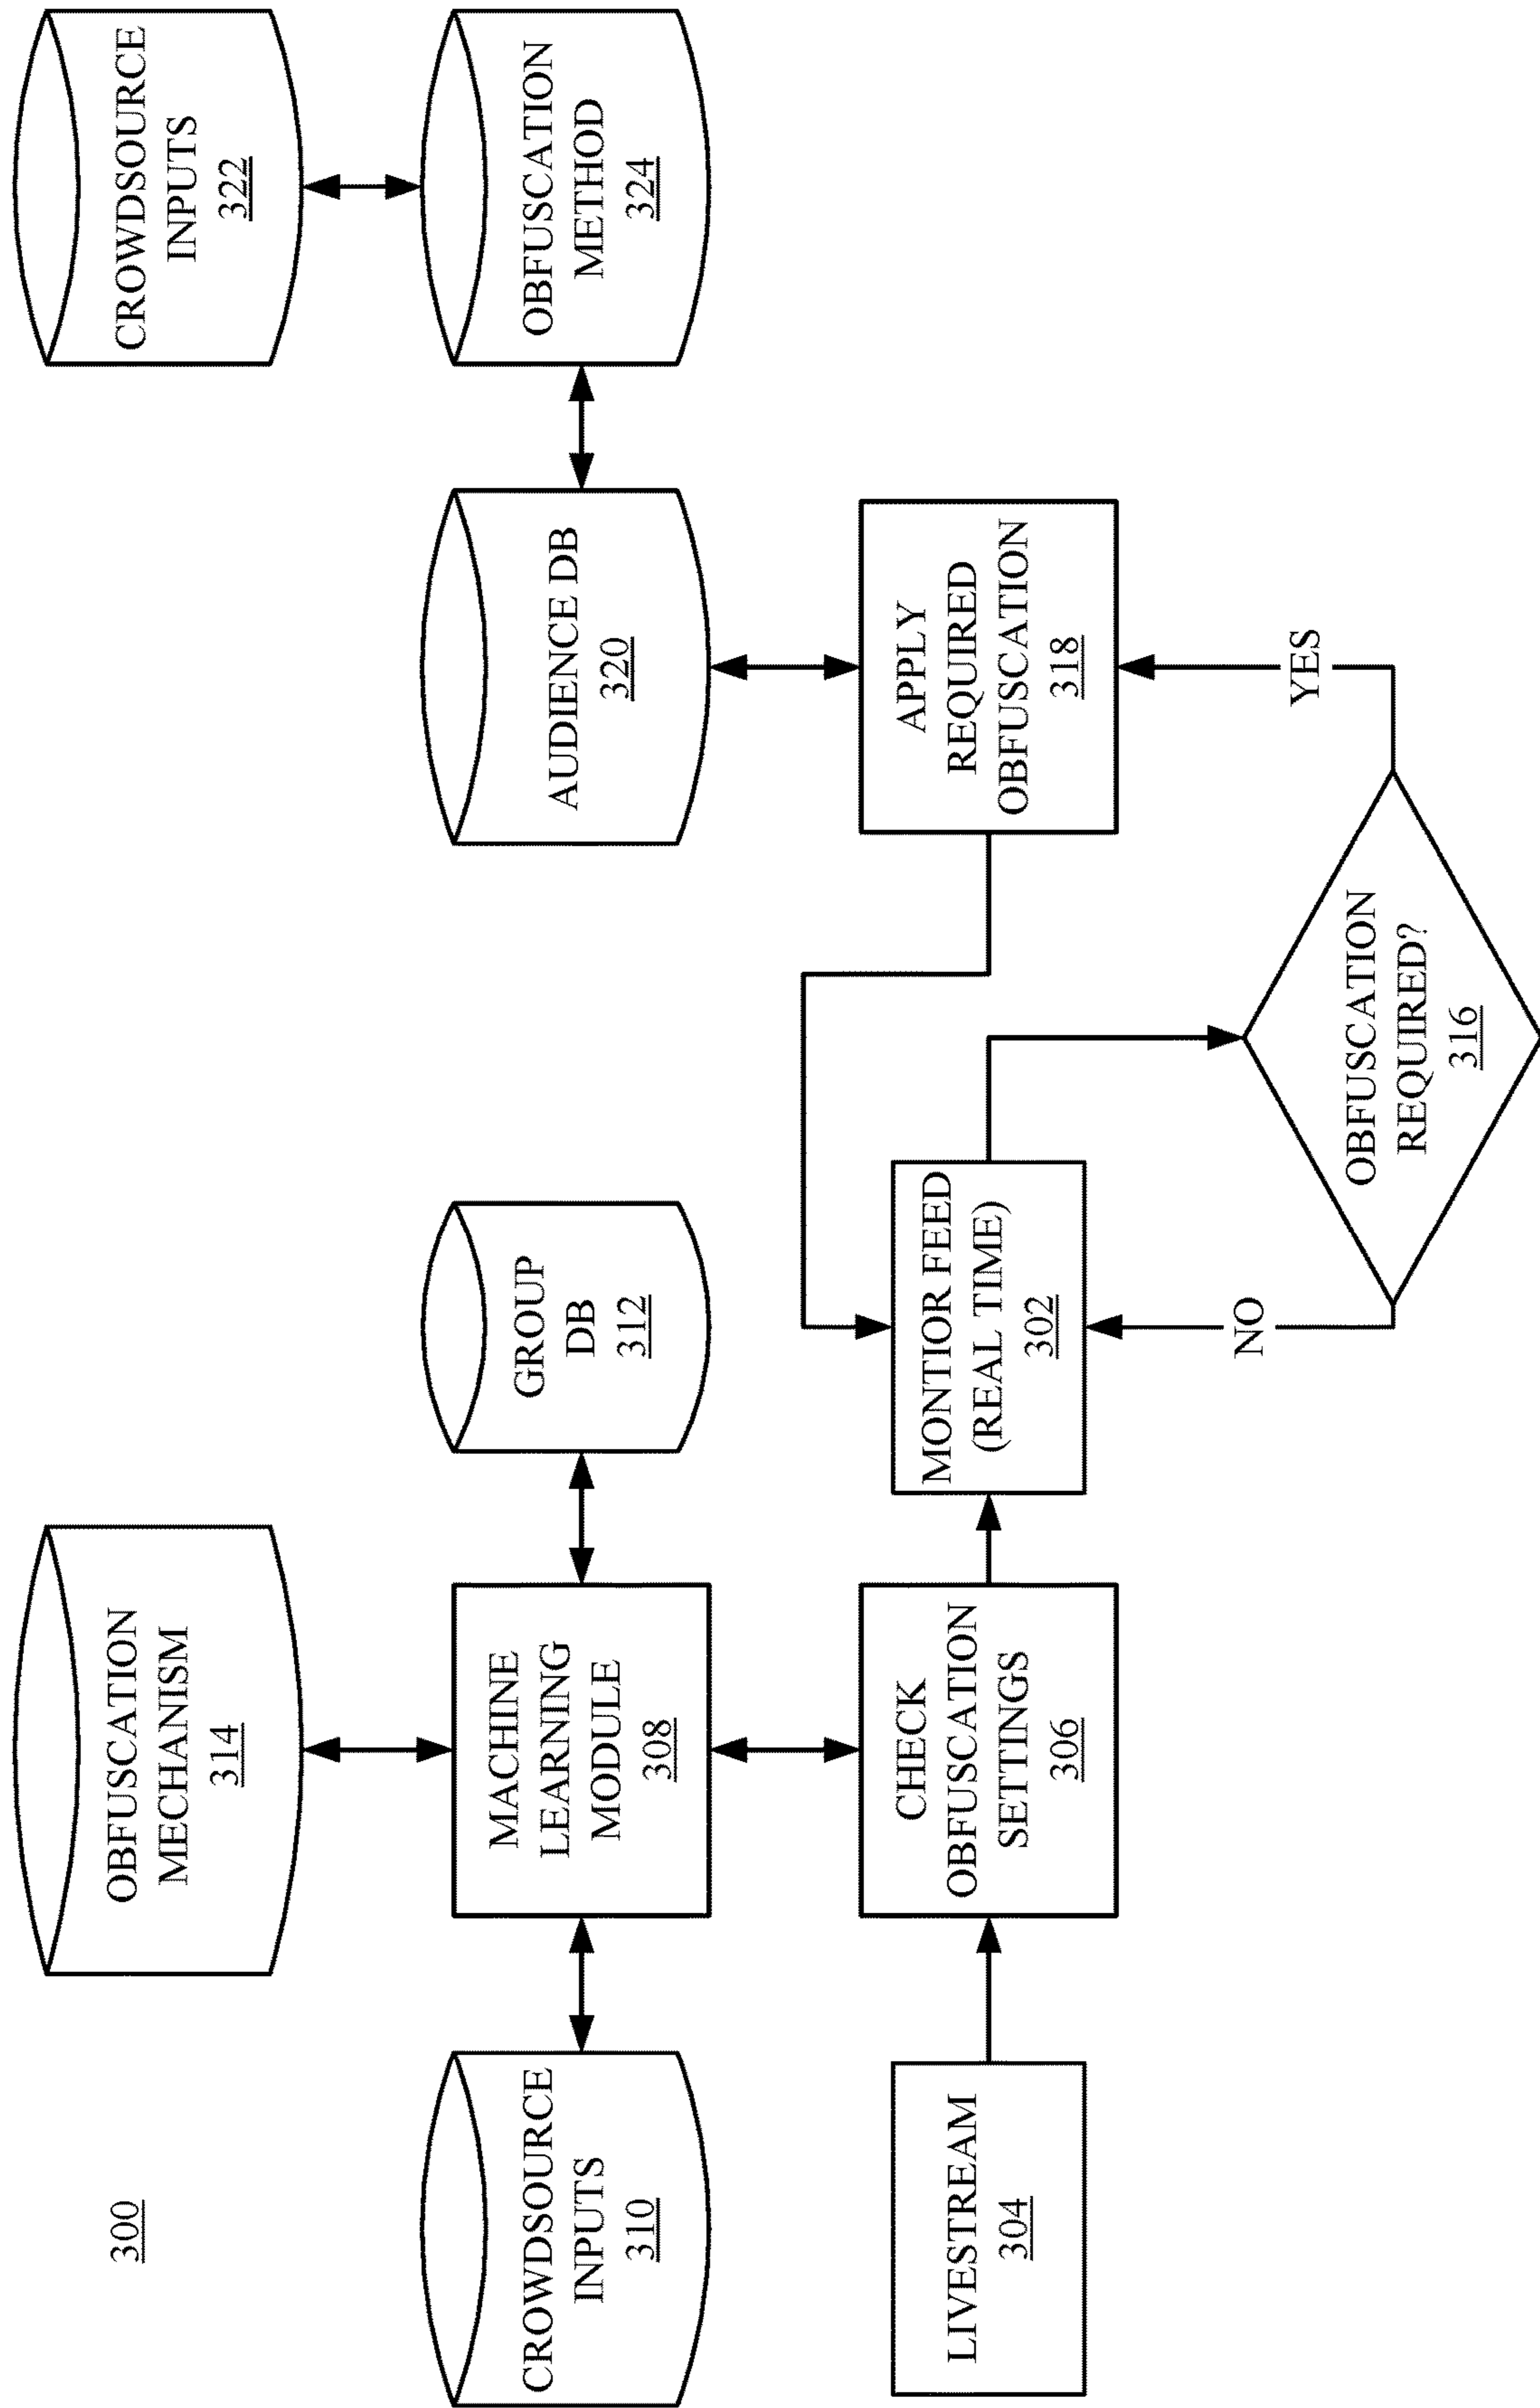 300
OBFUSCATION
MECHANISM
314
CROWDSOURCE
INPUTS
322
CROWDSOURCE
INPUTS
310
MACHINE
LEARNING
MODULE
308
GROUP
DB
312
AUDIENCE DB
320
OBFUSCATION
METHOD
324
LIVESTREAM
304
CHECK
OBFUSCATION
SETTINGS
306
MONTIOR FEED
(REAL TIME)
302
APPLY
REQUIRED
OBFUSCATION
318
NO
OBFUSCATION
REQUIRED?
316
YES